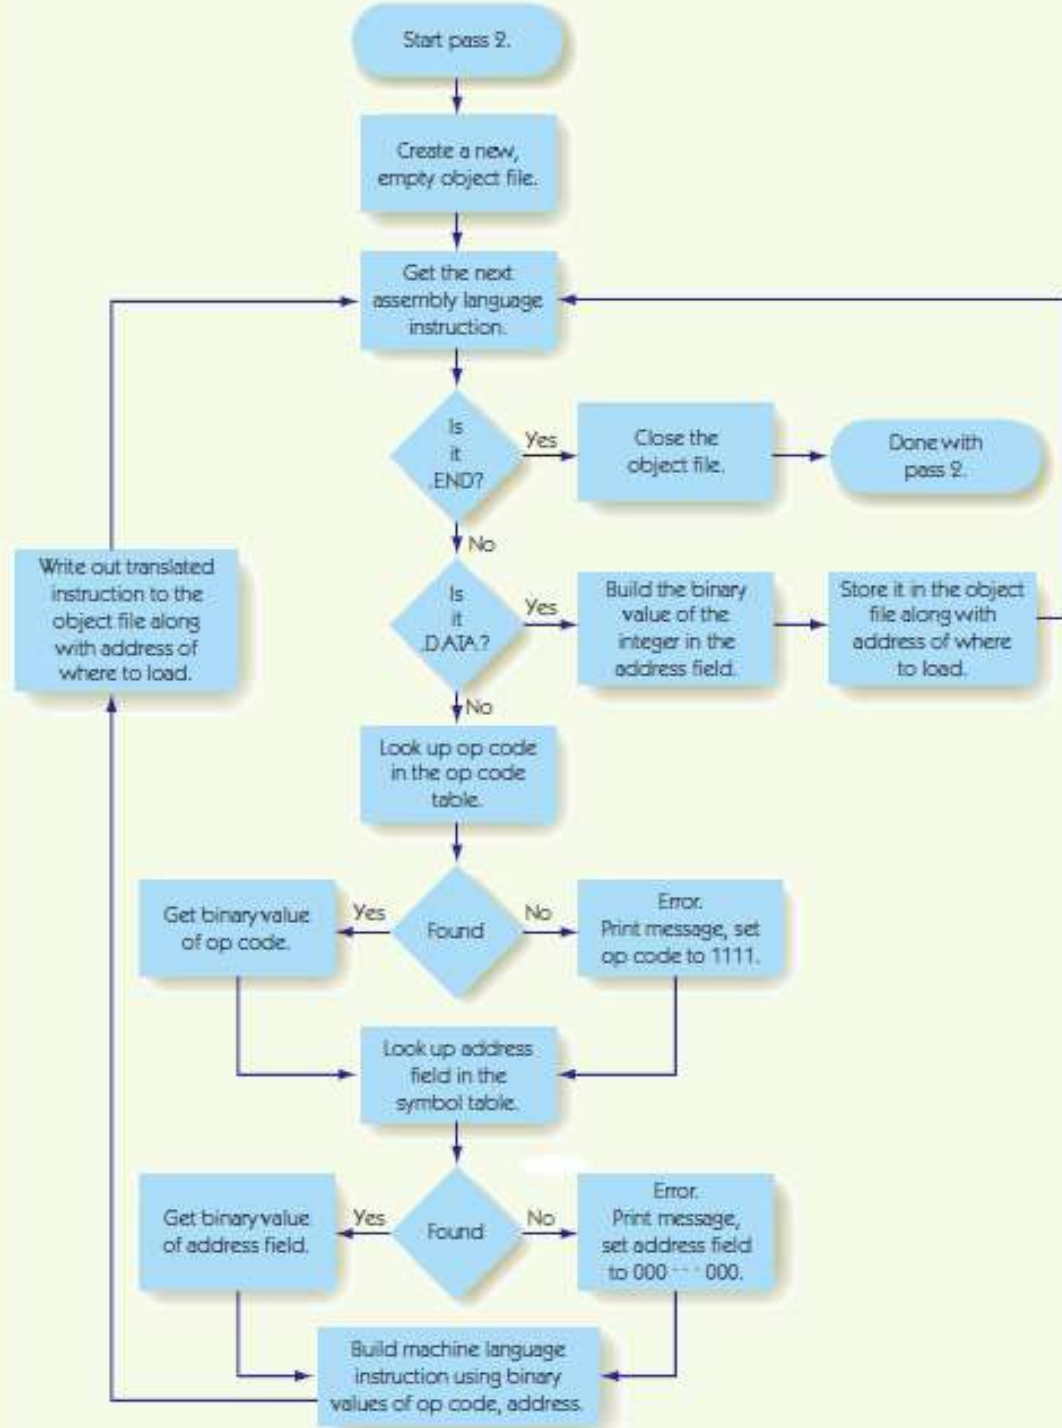 Start pass 2.
Create a new,
empty object file.
Get the next
assembly language
instruction.
Is
it
.END?
Yes
Close the
object file.
Done with
pass 2.
No
Is
it
.DATA?
Yes
Build the binary
value of the
integer in the
address field.
Store it in the object
file along with
address of where
to load.
Write out translated
instruction to the
object file along
with address of
where to load.
No
Look up op code
in the op code
table.
Found
Yes
Get binary value
of op code.
No
Error.
Print message, set
op code to 1111.
Look up address
field in the
symbol table.
Found
Yes
Get binary value
of address field.
No
Error.
Print message,
set address field
to 000 ··· 000.
Build machine language
instruction using binary
values of op code, address.